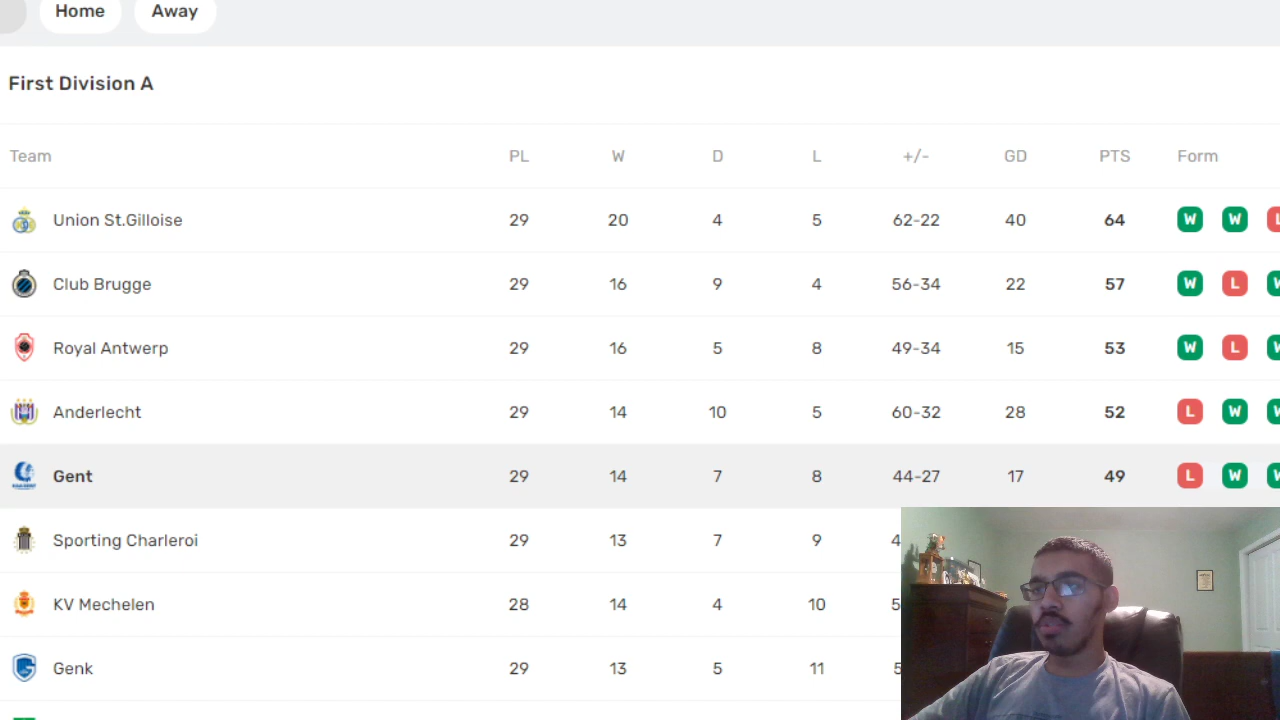 Home Away
First Division A
Team PL W D L +/- GD PTS Form
Union St.Gilloise 29 20 4 5 62-22 40 64 W W L
Club Brugge 29 16 9 4 56-34 22 57 W L W
Royal Antwerp 29 16 5 8 49-34 15 53 W L W
Anderlecht 29 14 10 5 60-32 28 52 L W W
Gent 29 14 7 8 44-27 17 49 L W W
Sporting Charleroi 29 13 7 9 4
KV Mechelen 28 14 4 10 5
Genk 29 13 5 11 5